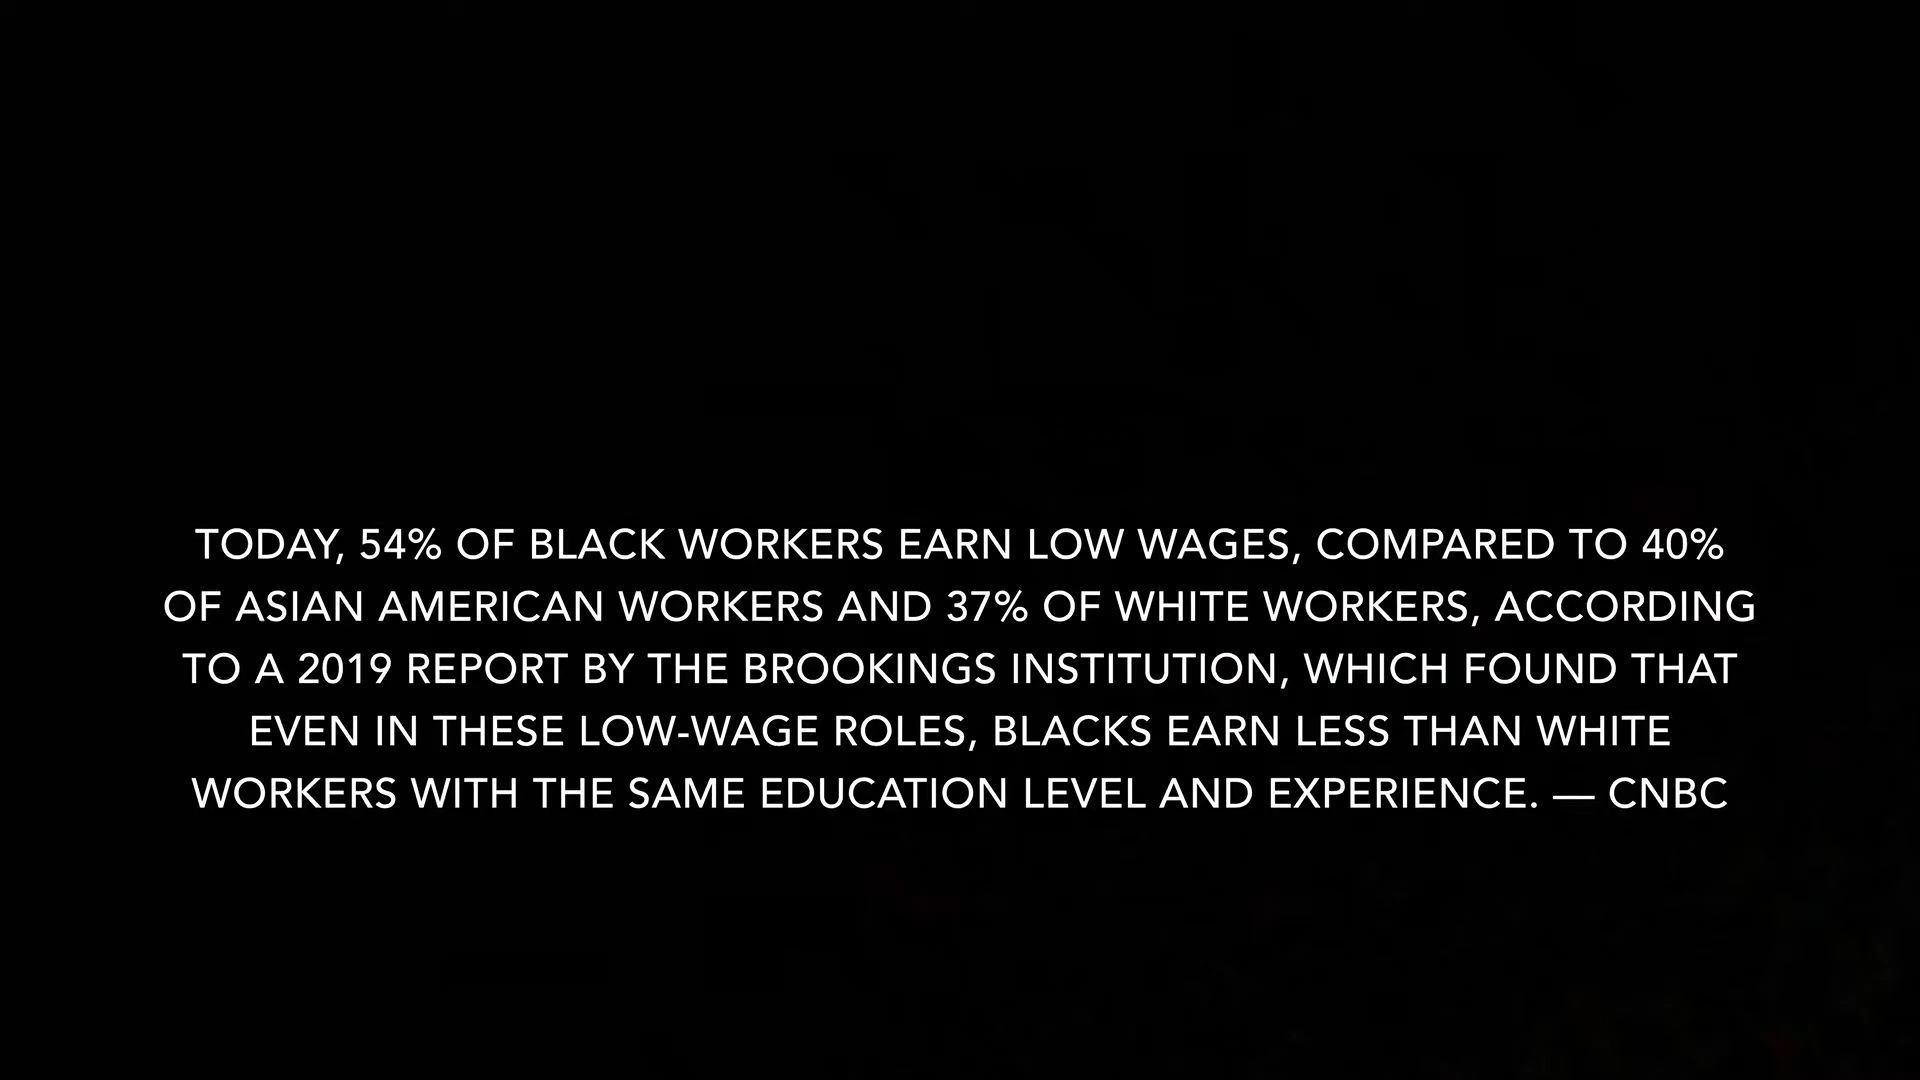 TODAY, 54% OF BLACK WORKERS EARN LOW WAGES, COMPARED TO 40%
OF ASIAN AMERICAN WORKERS AND 37% OF WHITE WORKERS, ACCORDING
TO A 2019 REPORT BY THE BROOKINGS INSTITUTION, WHICH FOUND THAT
EVEN IN THESE LOW-WAGE ROLES, BLACKS EARN LESS THAN WHITE
WORKERS WITH THE SAME EDUCATION LEVEL AND EXPERIENCE. — CNBC